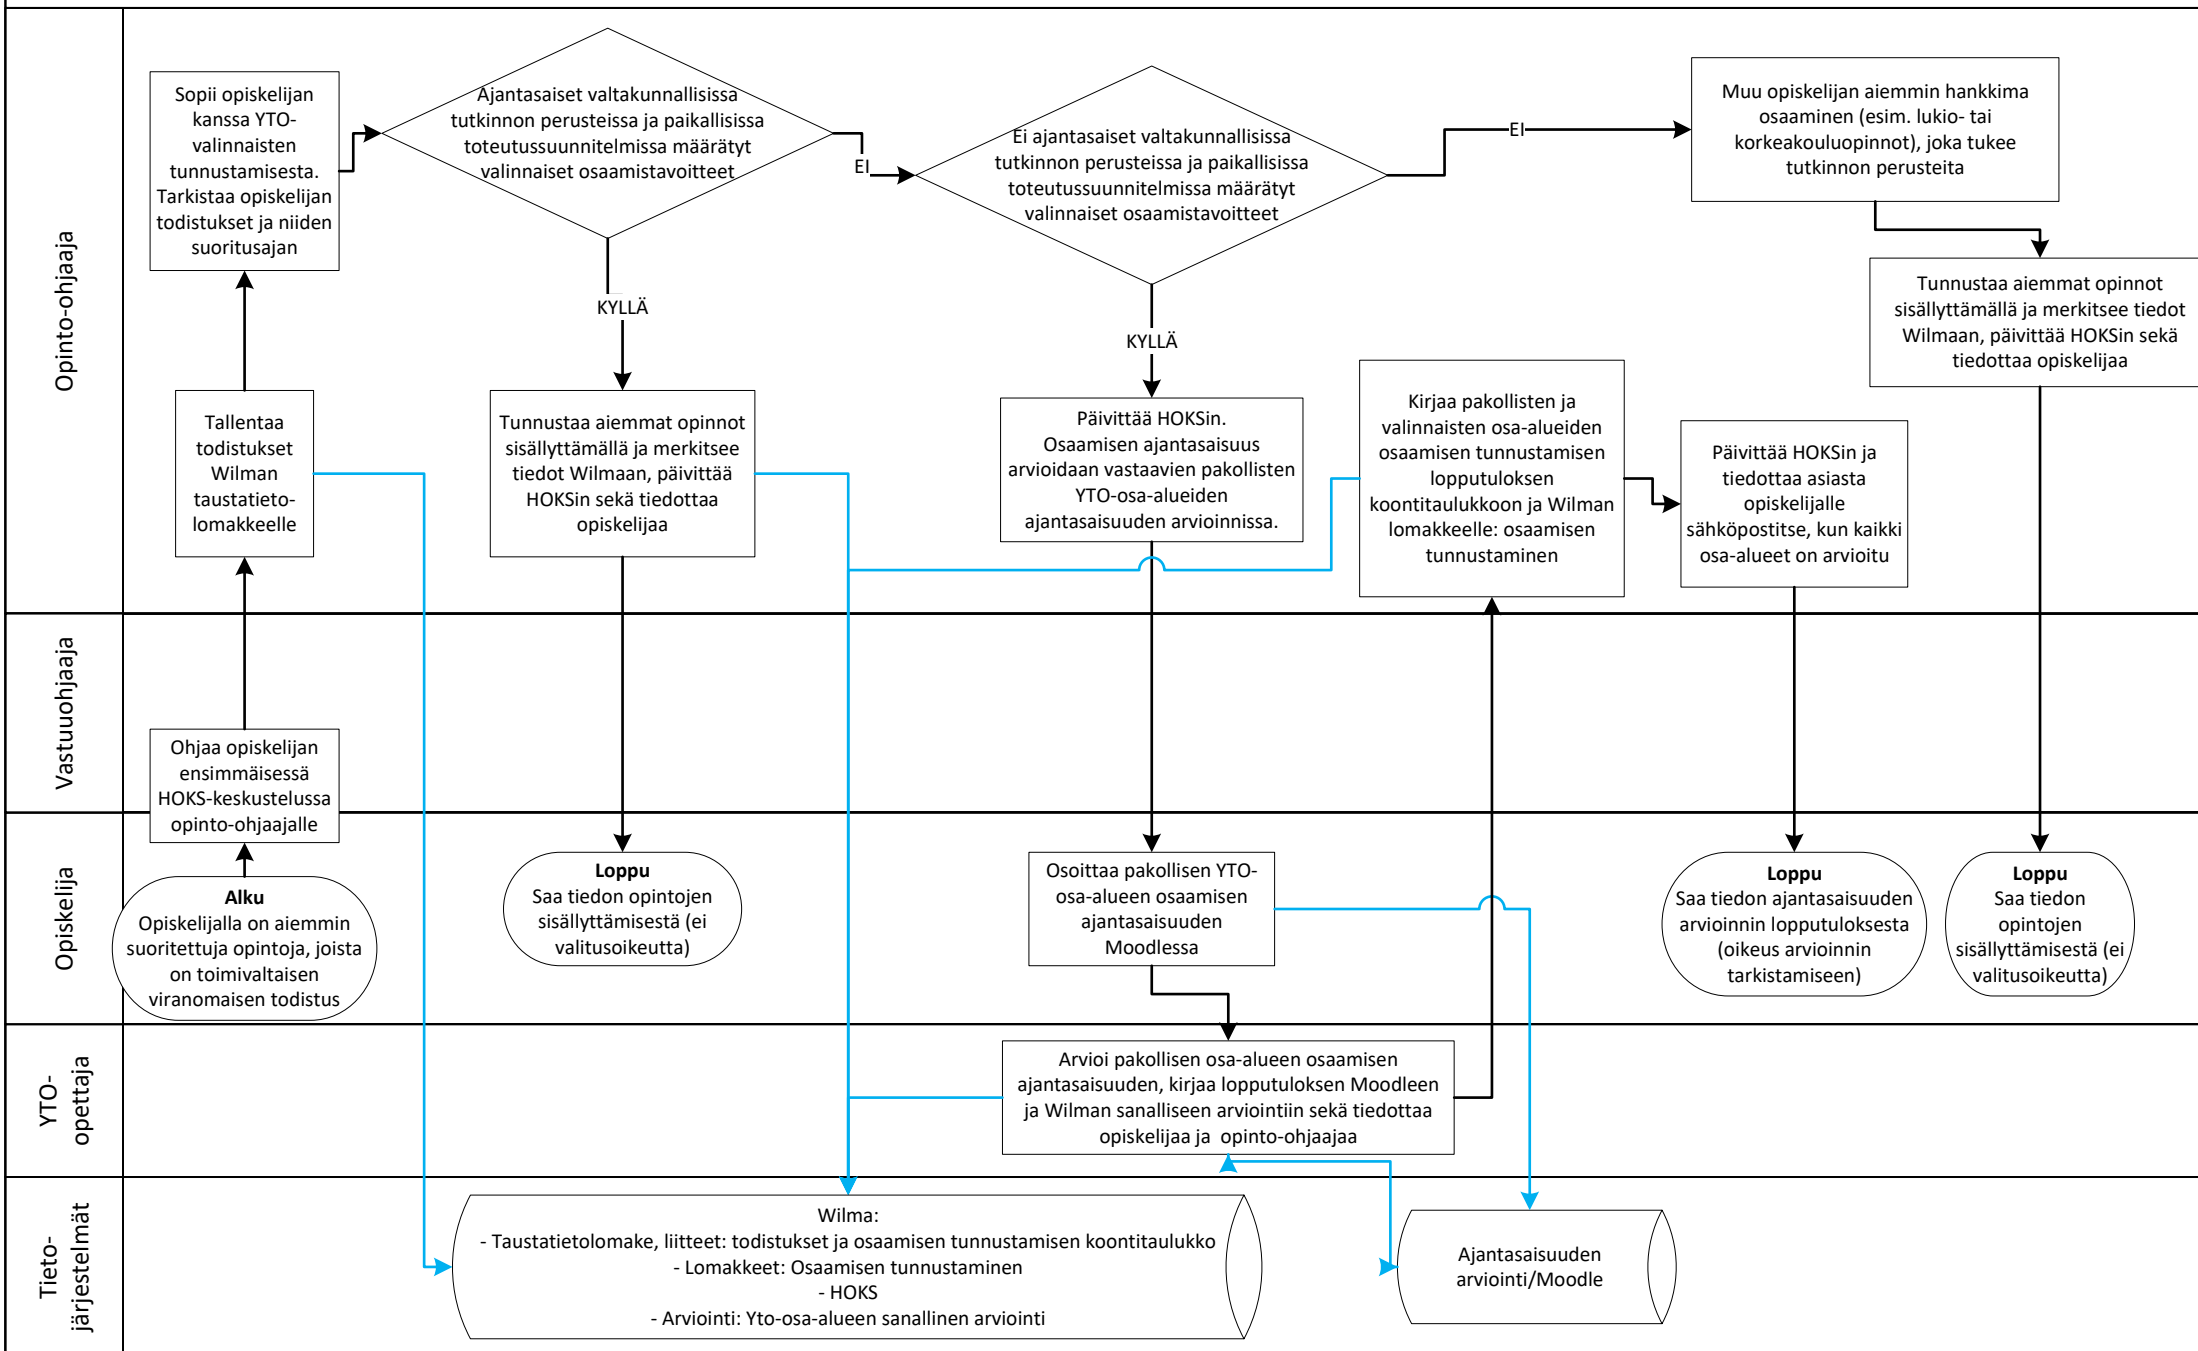 Opinto-ohjaaja
Sopii opiskelijan
kanssa YTO-
valinnaisten
tunnustamisesta.
Tarkistaa opiskelijan
todistukset ja niiden
suoritusajan
Ajantasaiset valtakunnallisissa
tutkinnon perusteissa ja paikallisissa
toteutussuunnitelmissa määrätyt
valinnaiset osaamistavoitteet
EI
Ei ajantasaiset valtakunnallisissa
tutkinnon perusteissa ja paikallisissa
toteutussuunnitelmissa määrätyt
valinnaiset osaamistavoitteet
EI
Muu opiskelijan aiemmin hankkima
osaaminen (esim. lukio- tai
korkeakouluopinnot), joka tukee
tutkinnon perusteita
KYLLÄ
KYLLÄ
Tunnustaa aiemmat opinnot
sisällyttämällä ja merkitsee tiedot
Wilmaan, päivittää HOKSin sekä
tiedottaa opiskelijaa
Tallentaa
todistukset
Wilman
taustatieto-
lomakkeelle
Tunnustaa aiemmat opinnot
sisällyttämällä ja merkitsee
tiedot Wilmaan, päivittää
HOKSin sekä tiedottaa
opiskelijaa
Päivittää HOKSin.
Osaamisen ajantasaisuus
arvioidaan vastaavien pakollisten
YTO-osa-alueiden
ajantasaisuuden arvioinnissa.
Kirjaa pakollisten ja
valinnaisten osa-alueiden
osaamisen tunnustamisen
lopputuloksen
koontitaulukkoon ja Wilman
lomakkeelle: osaamisen
tunnustaminen
Päivittää HOKSin ja
tiedottaa asiasta
opiskelijalle
sähköpostitse, kun kaikki
osa-alueet on arvioitu
Vastuuohjaaja
Ohjaa opiskelijan
ensimmäisessä
HOKS-keskustelussa
opinto-ohjaajalle
Opiskelija
Alku
Opiskelijalla on aiemmin
suoritettuja opintoja, joista
on toimivaltaisen
viranomaisen todistus
Loppu
Saa tiedon opintojen
sisällyttämisestä (ei
valitusoikeutta)
Osoittaa pakollisen YTO-
osa-alueen osaamisen
ajantasaisuuden
Moodlessa
Loppu
Saa tiedon ajantasaisuuden
arvioinnin lopputuloksesta
(oikeus arvioinnin
tarkistamiseen)
Loppu
Saa tiedon
opintojen
sisällyttämisestä (ei
valitusoikeutta)
YTO-
opettaja
Arvioi pakollisen osa-alueen osaamisen
ajantasaisuuden, kirjaa lopputuloksen Moodleen
ja Wilman sanalliseen arviointiin sekä tiedottaa
opiskelijaa ja opinto-ohjaajaa
Tieto-
järjestelmät
Wilma:
- Taustatietolomake, liitteet: todistukset ja osaamisen tunnustamisen koontitaulukko
- Lomakkeet: Osaamisen tunnustaminen
- HOKS
- Arviointi: Yto-osa-alueen sanallinen arviointi
Ajantasaisuuden
arviointi/Moodle